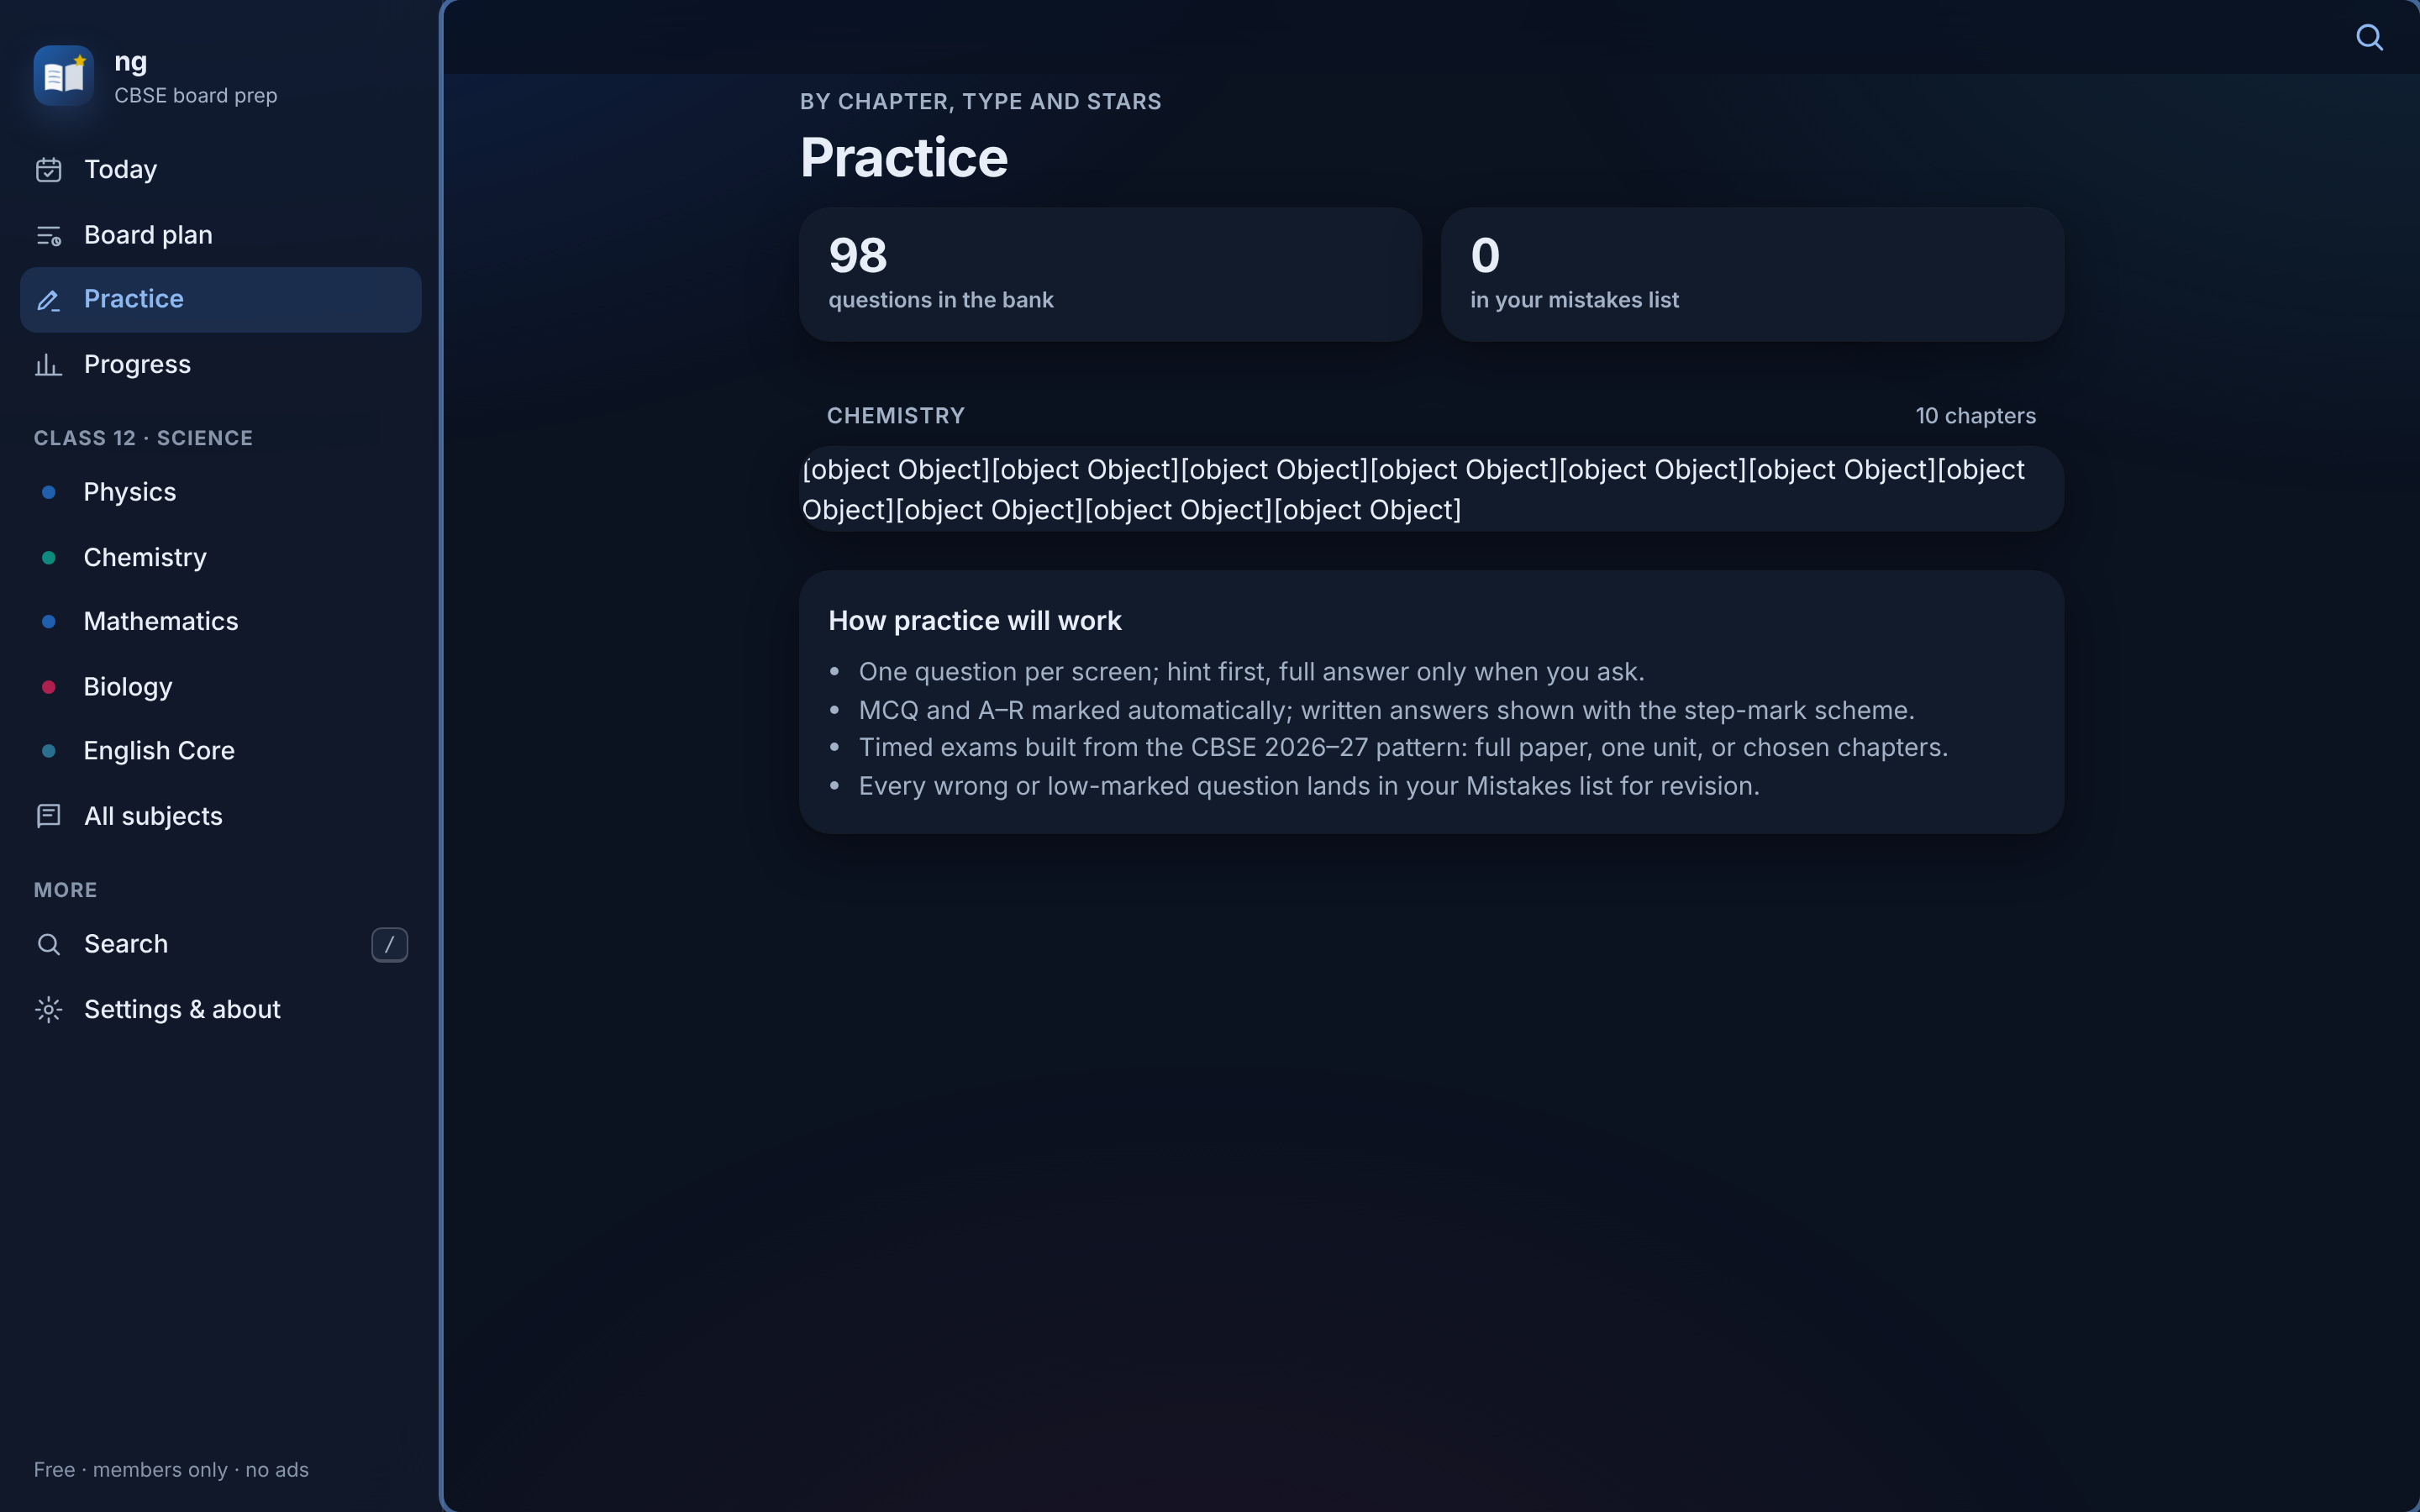 ng
CBSE board prep
Today
Board plan
Practice
Progress
CLASS 12 · SCIENCE
Physics
Chemistry
Mathematics
Biology
English Core
All subjects
MORE
Search
/
Settings & about
Free · members only · no ads
BY CHAPTER, TYPE AND STARS
Practice
98
questions in the bank
0
in your mistakes list
CHEMISTRY
10 chapters
[object Object][object Object][object Object][object Object][object Object][object Object][object
Object][object Object][object Object][object Object]
How practice will work
• One question per screen; hint first, full answer only when you ask.
• MCQ and A–R marked automatically; written answers shown with the step-mark scheme.
• Timed exams built from the CBSE 2026–27 pattern: full paper, one unit, or chosen chapters.
• Every wrong or low-marked question lands in your Mistakes list for revision.